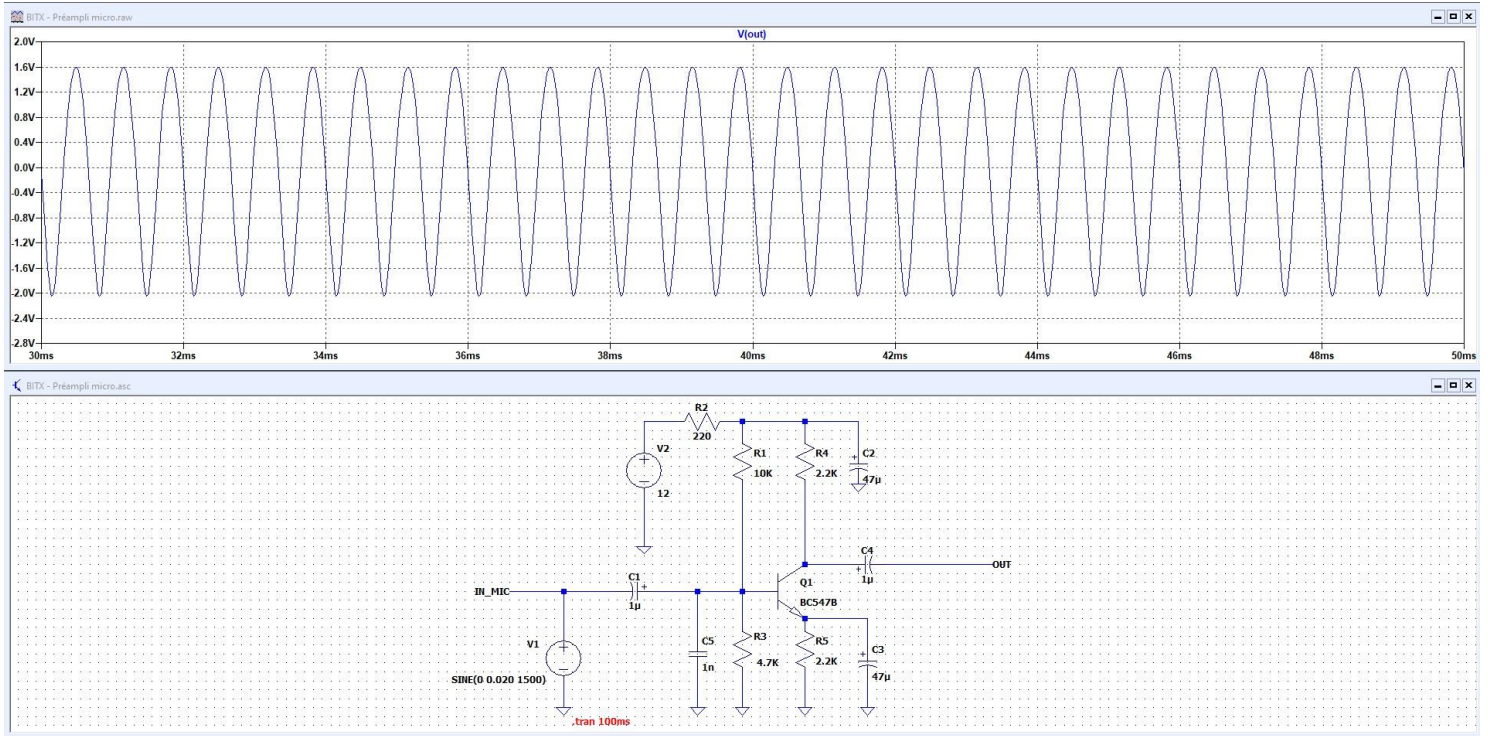 BITX - Préampli micro.raw
V(out)
2.0V
1.6V
1.2V
0.8V
0.4V
0.0V
-0.4V
-0.8V
-1.2V
-1.6V
-2.0V
-2.4V
-2.8V
30ms 32ms 34ms 36ms 38ms 40ms 42ms 44ms 46ms 48ms 50ms
BITX - Préampli micro.asc
R2
220
V2
12
R1
10K
R4
2.2K
C2
47µ
C4
1µ
OUT
IN_MIC
C1
1µ
Q1
BC547B
V1
SINE(0 0.020 1500)
C5
1n
R3
4.7K
R5
2.2K
C3
47µ
.tran 100ms